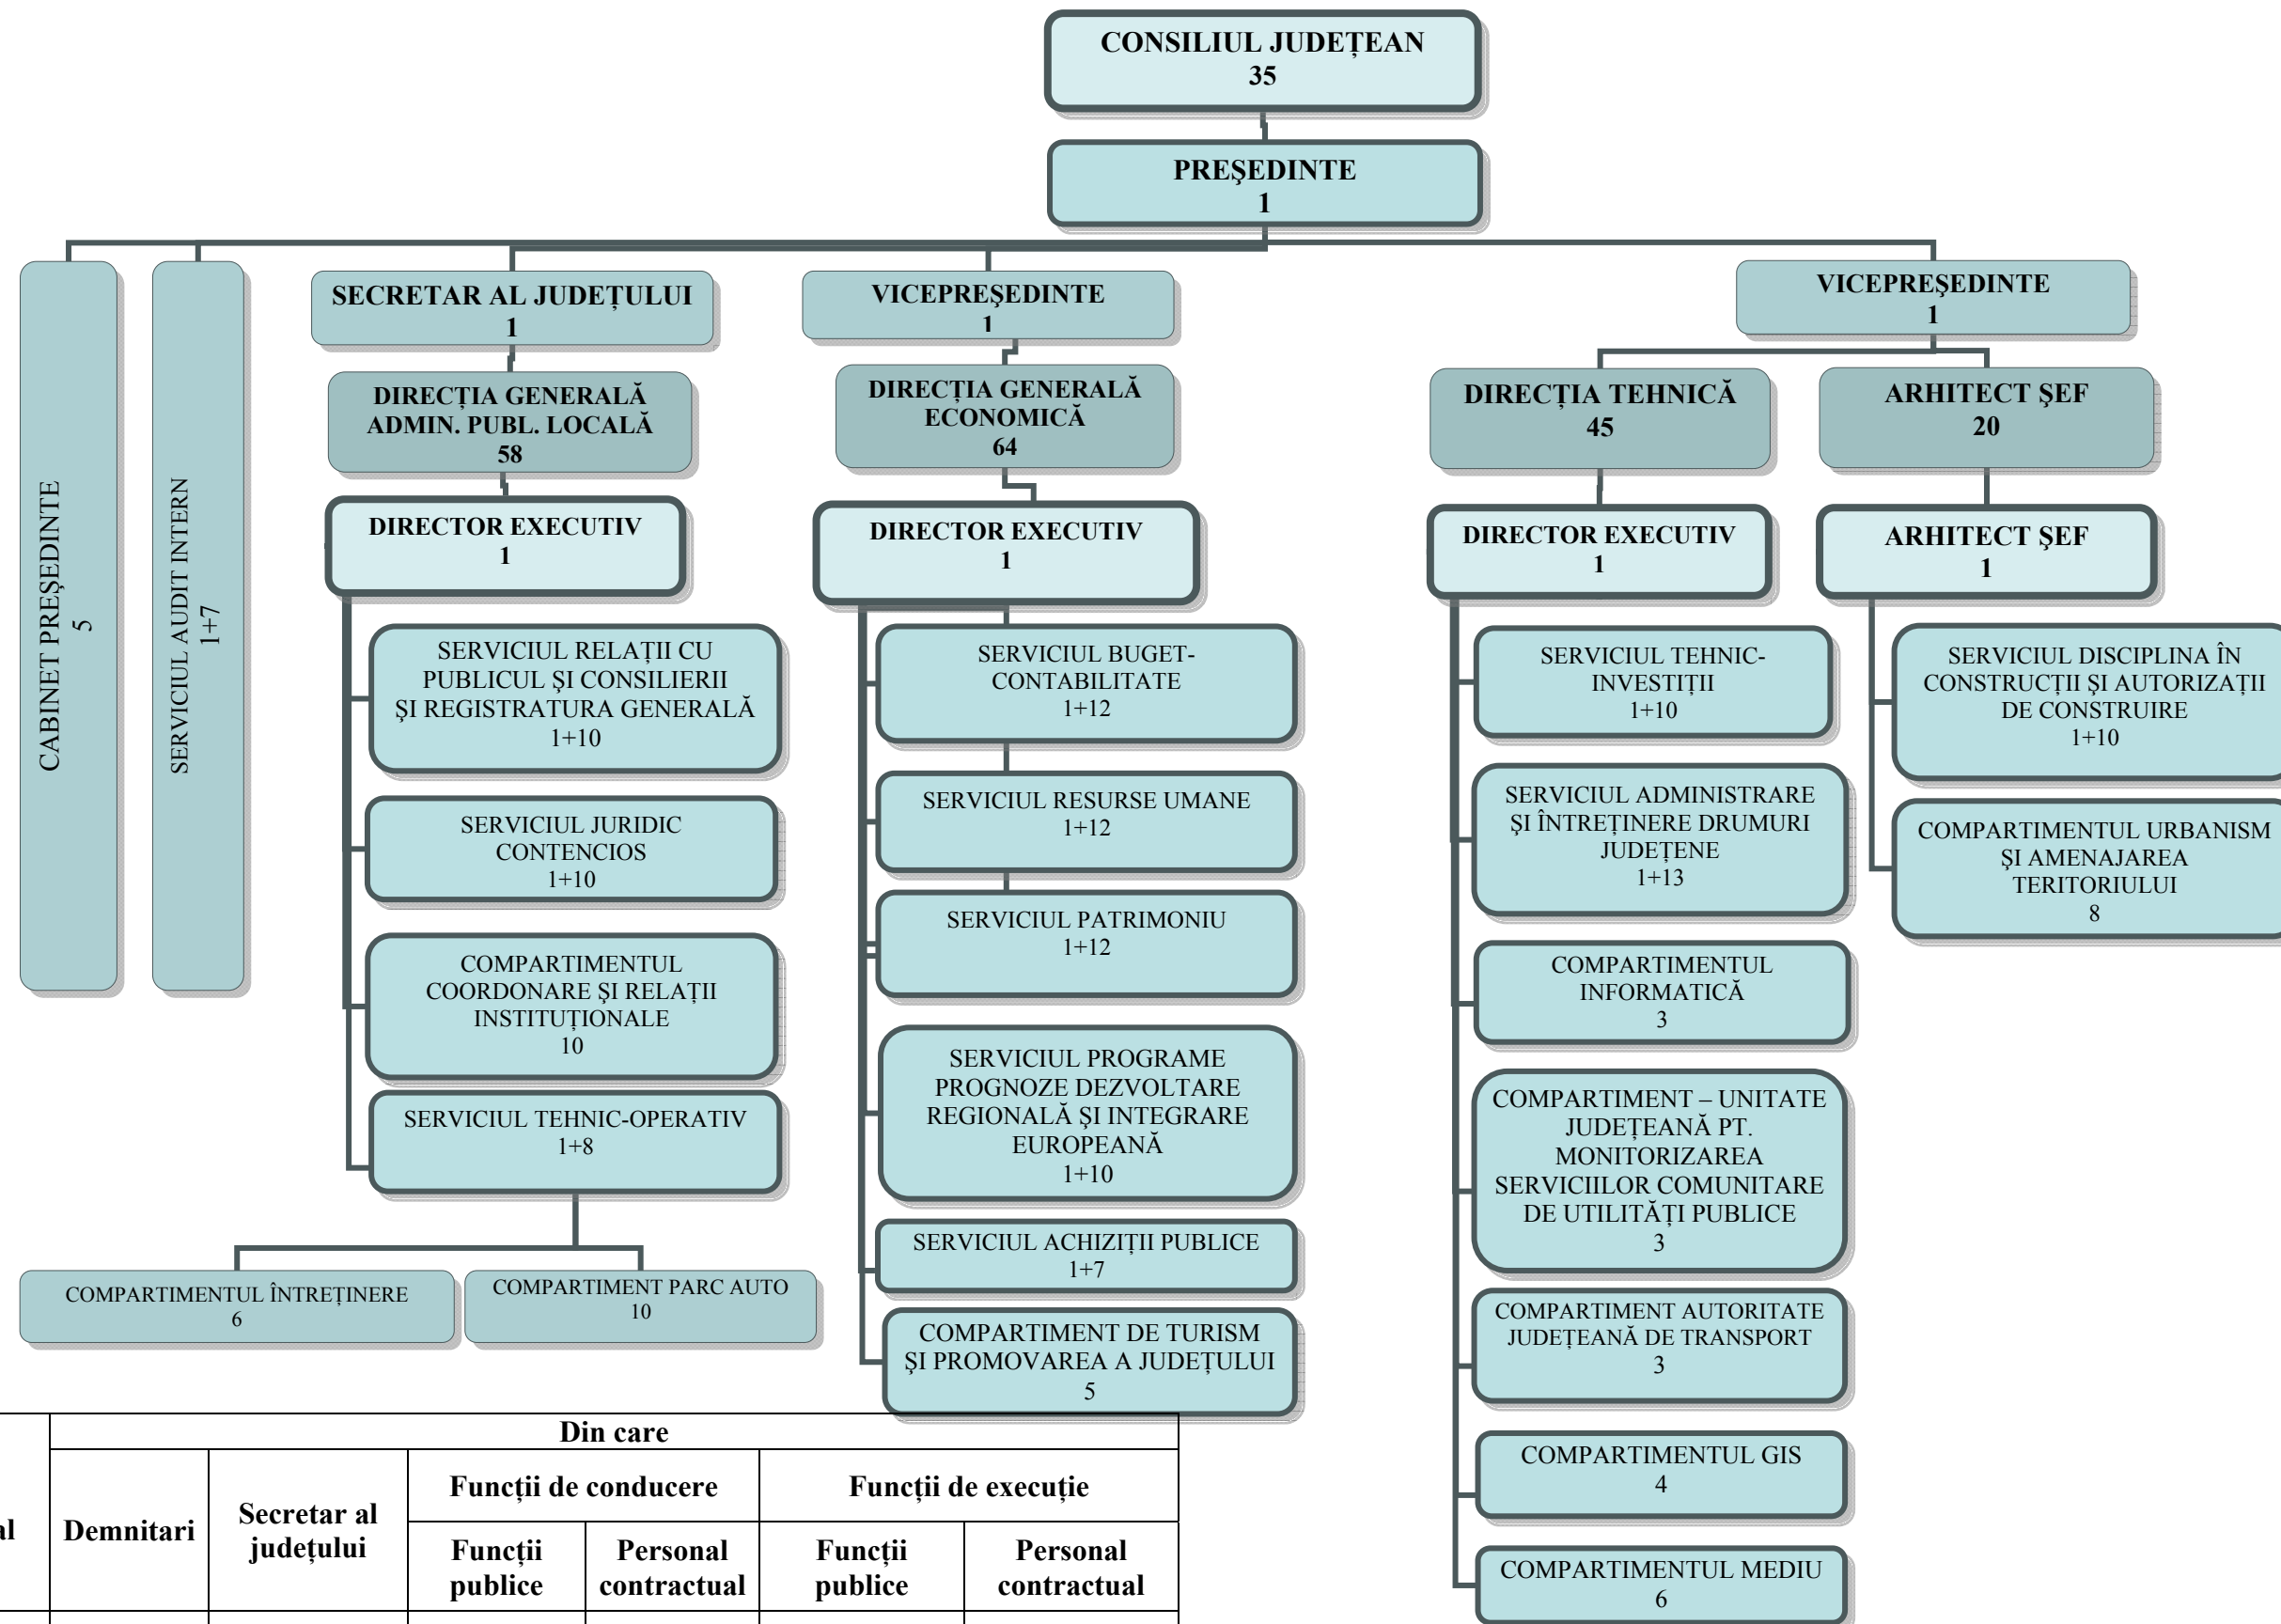 CONSILIUL JUDEȚEAN
35
PREŞEDINTE
1
CABINET PREŞEDINTE
5
SERVICIUL AUDIT INTERN
1+7
SECRETAR AL JUDEȚULUI
1
DIRECȚIA GENERALĂ
ADMIN. PUBL. LOCALĂ
58
DIRECTOR EXECUTIV
1
SERVICIUL RELAȚII CU
PUBLICUL ŞI CONSILIERII
ŞI REGISTRATURA GENERALĂ
1+10
SERVICIUL JURIDIC
CONTENCIOS
1+10
COMPARTIMENTUL
COORDONARE ŞI RELAȚII
INSTITUȚIONALE
10
SERVICIUL TEHNIC-OPERATIV
1+8
COMPARTIMENTUL ÎNTREȚINERE
6
COMPARTIMENT PARC AUTO
10
VICEPREŞEDINTE
1
DIRECȚIA GENERALĂ
ECONOMICĂ
64
DIRECTOR EXECUTIV
1
SERVICIUL BUGET-
CONTABILITATE
1+12
SERVICIUL RESURSE UMANE
1+12
SERVICIUL PATRIMONIU
1+12
SERVICIUL PROGRAME
PROGNOZE DEZVOLTARE
REGIONALĂ ŞI INTEGRARE
EUROPEANĂ
1+10
SERVICIUL ACHIZIȚII PUBLICE
1+7
COMPARTIMENT DE TURISM
ŞI PROMOVAREA A JUDEȚULUI
5
VICEPREŞEDINTE
1
DIRECȚIA TEHNICĂ
45
DIRECTOR EXECUTIV
1
SERVICIUL TEHNIC-
INVESTIȚII
1+10
SERVICIUL ADMINISTRARE
ŞI ÎNTREȚINERE DRUMURI
JUDEȚENE
1+13
COMPARTIMENTUL
INFORMATICĂ
3
COMPARTIMENT – UNITATE
JUDEȚEANĂ PT.
MONITORIZAREA
SERVICIILOR COMUNITARE
DE UTILITĂȚI PUBLICE
3
COMPARTIMENT AUTORITATE
JUDEȚEANĂ DE TRANSPORT
3
COMPARTIMENTUL GIS
4
COMPARTIMENTUL MEDIU
6
ARHITECT ŞEF
20
ARHITECT ŞEF
1
SERVICIUL DISCIPLINA ÎN
CONSTRUCȚII ŞI AUTORIZAȚII
DE CONSTRUIRE
1+10
COMPARTIMENTUL URBANISM
ŞI AMENAJAREA
TERITORIULUI
8
Din care
Demnitari
Secretar al
județului
Funcții de conducere
Funcții de execuție
Funcții
publice
Personal
contractual
Funcții
publice
Personal
contractual